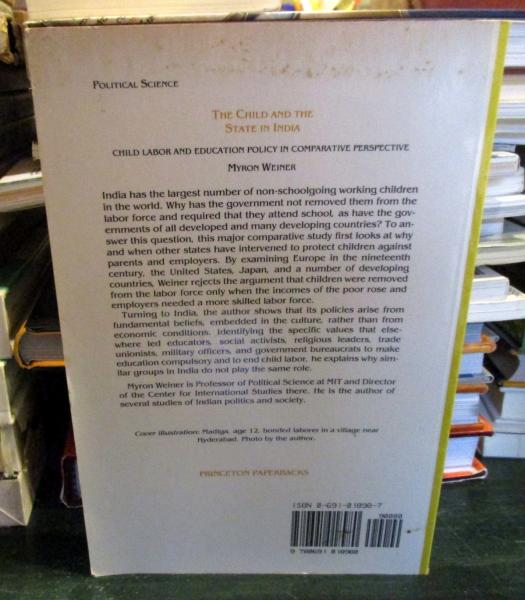 POLITICAL SCIENCE
THE CHILD AND THE
STATE IN INDIA
CHILD LABOR AND EDUCATION POLICY IN COMPARATIVE PERSPECTIVE
MYRON WEINER
India has the largest number of non-schoolgoing working children
in the world. Why has the government not removed them from the
labor force and required that they attend school, as have the gov-
ernments of all developed and many developing countries? To an-
swer this question, this major comparative study first looks at why
and when other states have intervened to protect children against
parents and employers. By examining Europe in the nineteenth
century, the United States, Japan, and a number of developing
countries, Weiner rejects the argument that children were removed
from the labor force only when the incomes of the poor rose and
employers needed a more skilled labor force.
Turning to India, the author shows that its policies arise from
fundamental beliefs, embedded in the culture, rather than from
economic conditions. Identifying the specific values that else-
where led educators, social activists, religious leaders, trade
unionists, military officers, and government bureaucrats to make
education compulsory and to end child labor, he explains why sim-
ilar groups in India do not play the same role.
Myron Weiner is Professor of Political Science at MIT and Director
of the Center for International Studies there. He is the author of
several studies of Indian politics and society.
Cover illustration: Madiga, age 12, bonded laborer in a village near
Hyderabad. Photo by the author.
PRINCETON PAPERBACKS
ISBN 0-691-01898-7
90000
9 780691 018980